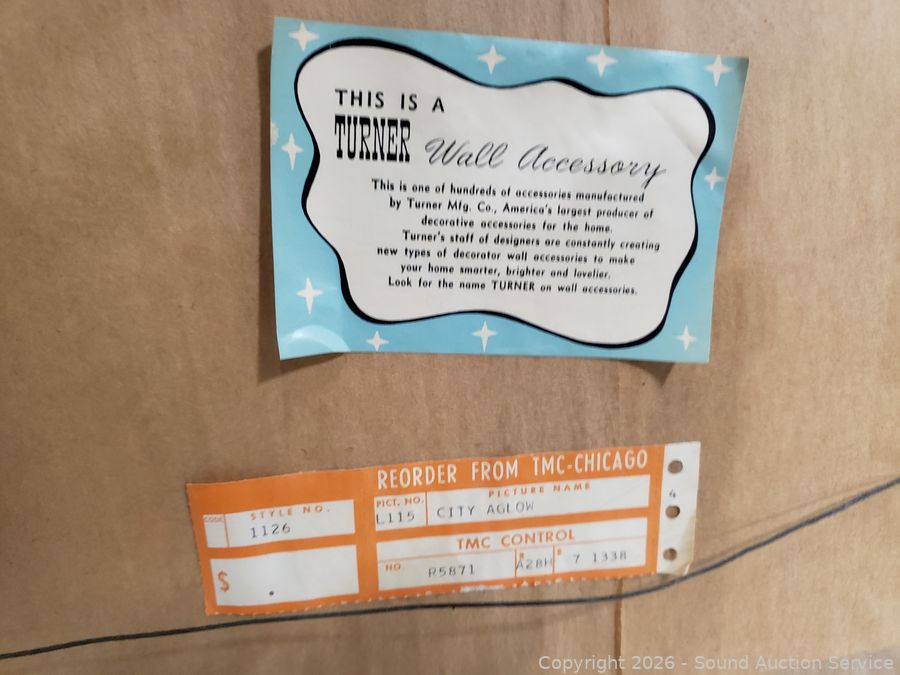 THIS IS A
TURNER Wall Accessory
This is one of hundreds of accessories manufactured
by Turner Mfg. Co., America's largest producer of
decorative accessories for the home.
Turner's staff of designers are constantly creating
new types of decorator wall accessories to make
your home smarter, brighter and lovelier.
Look for the name TURNER on wall accessories.
REORDER FROM TMC-CHICAGO
CODE STYLE NO. PICT. NO. PICTURE NAME
1126 L115 CITY AGLOW
TMC CONTROL
$ NO. R5871 A28H 7 1338
4
Copyright 2026 - Sound Auction Service